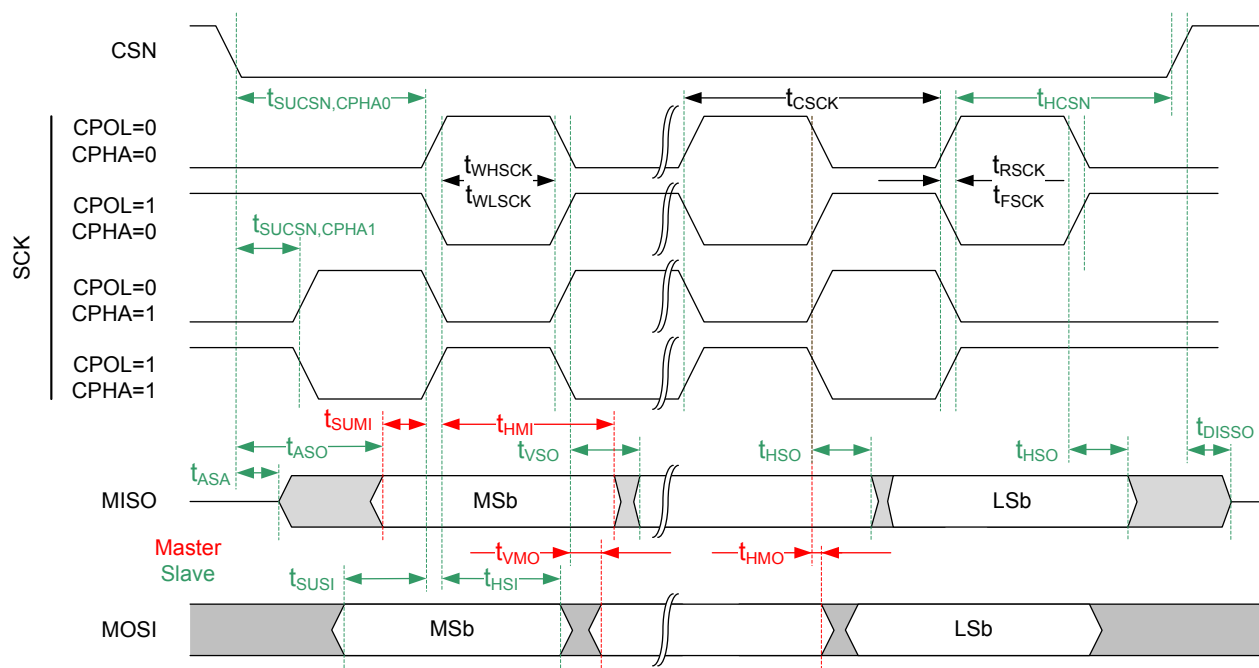 CSN
tSUCSN,CPHA0
tCSCK
tHCSN
SCK
CPOL=0
CPHA=0
tWHSCK
tWLSCK
tRSCK
tFSCK
CPOL=1
CPHA=0
tSUCSN,CPHA1
CPOL=0
CPHA=1
CPOL=1
CPHA=1
tSUMI
tHMI
tASO
tVSO
tHSO
tHSO
tDISSO
tASA
MISO
MSb
LSb
Master
Slave
tVMO
tHMO
tSUSI
tHSI
MOSI
MSb
LSb